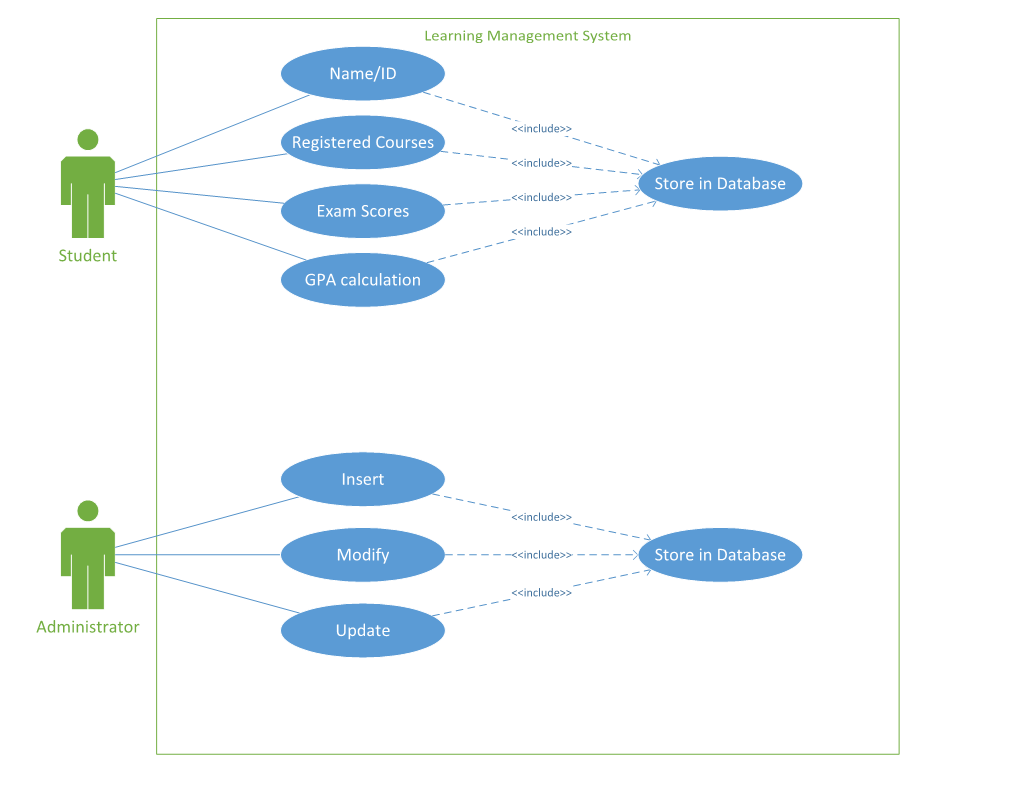 Learning Management System
Name/ID
<<include>>
Registered Courses
<<include>>
Store in Database
Exam Scores
<<include>>
<<include>>
Student
GPA calculation
Insert
<<include>>
Modify
<<include>>
Store in Database
<<include>>
Administrator
Update